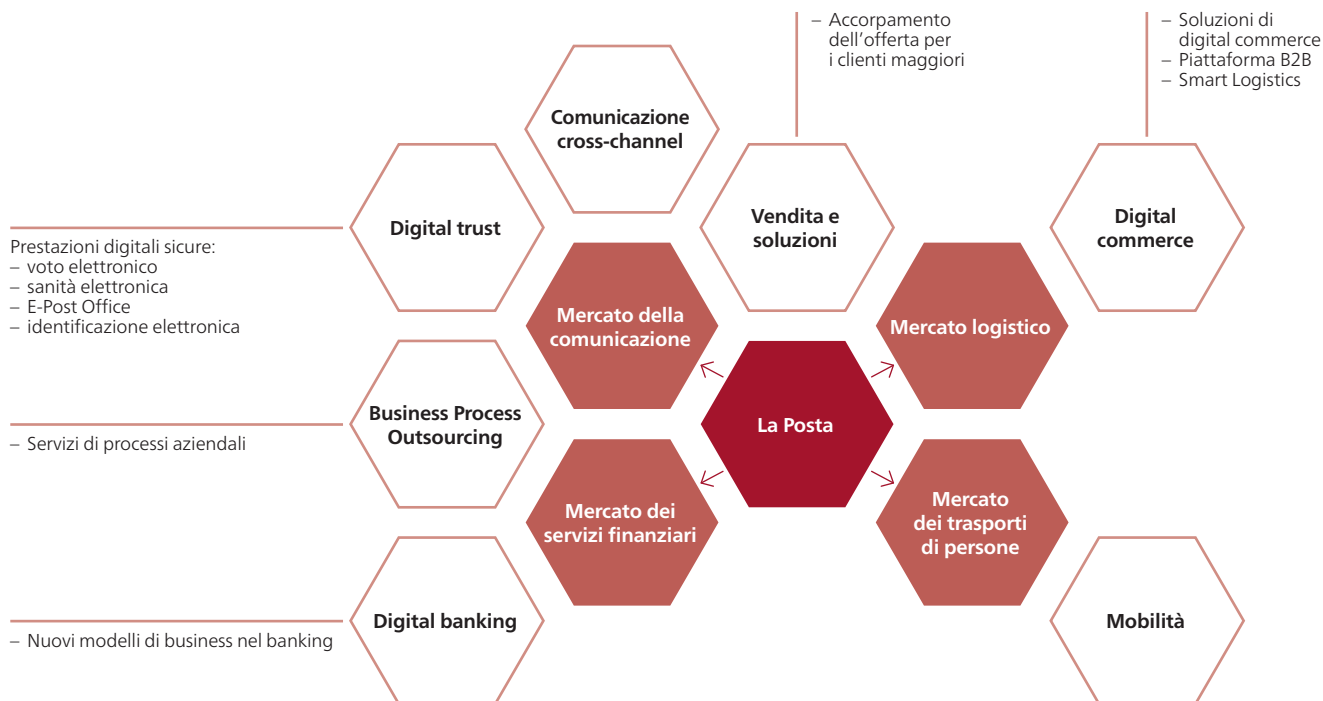 – Accorpamento
dell’offerta per
i clienti maggiori
– Soluzioni di
digital commerce
– Piattaforma B2B
– Smart Logistics
Comunicazione
cross-channel
Digital trust
Vendita e
soluzioni
Digital
commerce
Prestazioni digitali sicure:
– voto elettronico
– sanità elettronica
– E-Post Office
– identificazione elettronica
Mercato della
comunicazione
Mercato logistico
Business Process
Outsourcing
La Posta
– Servizi di processi aziendali
Mercato dei
servizi finanziari
Mercato
dei trasporti
di persone
Digital banking
Mobilità
– Nuovi modelli di business nel banking